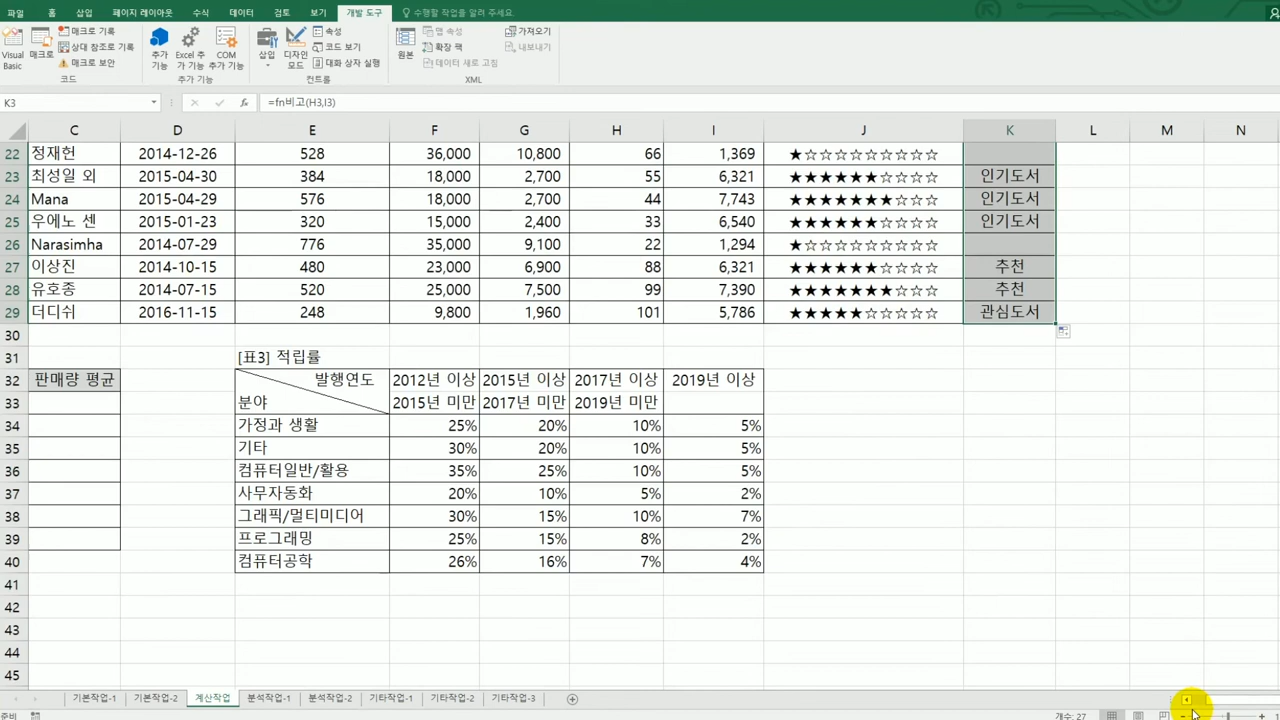 파일 홈 삽입 페이지 레이아웃 수식 데이터 검토 보기 개발 도구 수행할 작업을 알려 주세요.
Visual Basic
매크로
매크로 기록
상대 참조로 기록
매크로 보안
코드
추가 기능
Excel 추가 기능
COM 추가 기능
추가 기능
삽입
디자인 모드
속성
코드 보기
대화 상자 실행
컨트롤
원본
맵 속성
확장 팩
데이터 새로 고침
가져오기
내보내기
XML
K3 fx =fn비고(H3,I3)
C D E F G H I J K L M N
22 정재헌 2014-12-26 528 36,000 10,800 66 1,369 ★☆☆☆☆☆☆☆☆☆
23 최성일 외 2015-04-30 384 18,000 2,700 55 6,321 ★★★★★★☆☆☆☆ 인기도서
24 Mana 2015-04-29 576 18,000 2,700 44 7,743 ★★★★★★★☆☆☆ 인기도서
25 우에노 센 2015-01-23 320 15,000 2,400 33 6,540 ★★★★★★☆☆☆☆ 인기도서
26 Narasimha 2014-07-29 776 35,000 9,100 22 1,294 ★☆☆☆☆☆☆☆☆☆
27 이상진 2014-10-15 480 23,000 6,900 88 6,321 ★★★★★★☆☆☆☆ 추천
28 유호종 2014-07-15 520 25,000 7,500 99 7,390 ★★★★★★★☆☆☆ 추천
29 더디쉬 2016-11-15 248 9,800 1,960 101 5,786 ★★★★★☆☆☆☆☆ 관심도서
30
31 [표3] 적립률
32 판매량 평균 발행연도 2012년 이상 2015년 이상 2017년 이상 2019년 이상
33 분야 2015년 미만 2017년 미만 2019년 미만
34 가정과 생활 25% 20% 10% 5%
35 기타 30% 20% 10% 5%
36 컴퓨터일반/활용 35% 25% 10% 5%
37 사무자동화 20% 10% 5% 2%
38 그래픽/멀티미디어 30% 15% 10% 7%
39 프로그래밍 25% 15% 8% 2%
40 컴퓨터공학 26% 16% 7% 4%
41
42
43
44
45
기본작업-1 기본작업-2 계산작업 분석작업-1 분석작업-2 기타작업-1 기타작업-2 기타작업-3
준비 개수: 27